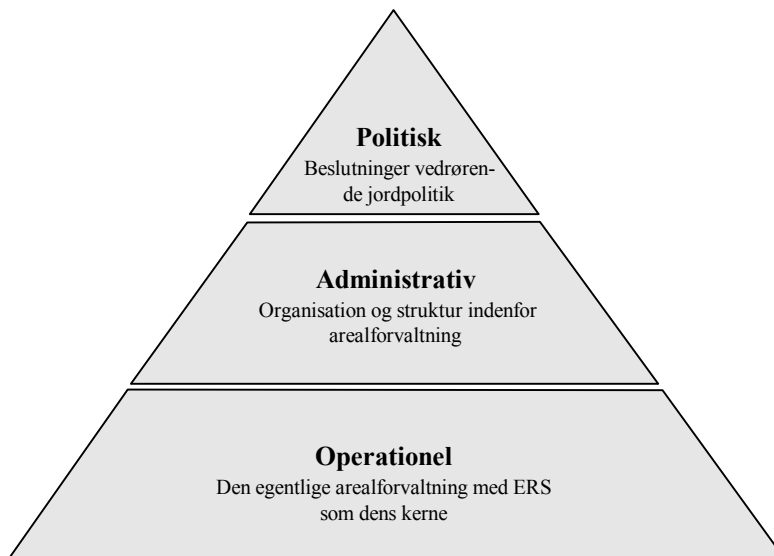 Politisk
Beslutninger vedrøren-
de jordpolitik
Administrativ
Organisation og struktur indenfor
arealforvaltning
Operationel
Den egentlige arealforvaltning med ERS
som dens kerne